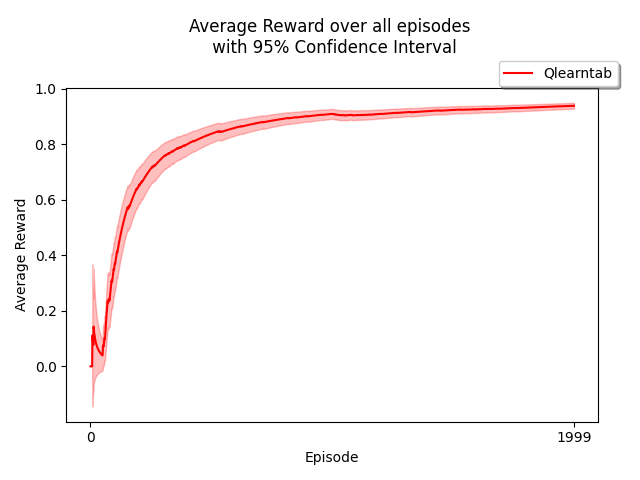 Average Reward over all episodes
with 95% Confidence Interval
Qlearntab
1.0
0.8
0.6
0.4
0.2
0.0
Average Reward
0
1999
Episode